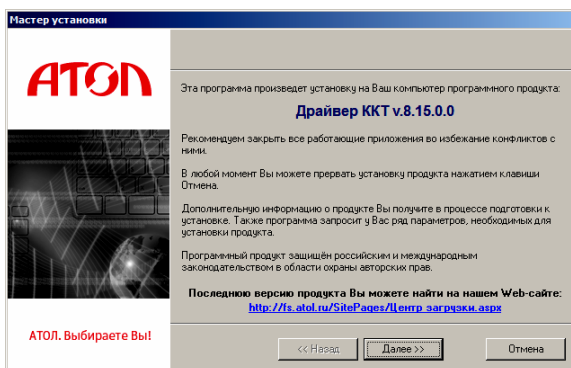 Мастер установки
АТОЛ
Эта программа произведет установку на Ваш компьютер программного продукта:
Драйвер ККТ v.8.15.0.0
Рекомендуем закрыть все работающие приложения во избежание конфликтов с
ними.
В любой момент Вы можете прервать установку продукта нажатием клавиши
Отмена.
Дополнительную информацию о продукте Вы получите в процессе подготовки к
установке. Также программа запросит у Вас ряд параметров, необходимых для
установки продукта.
Программный продукт защищён российским и международным
законодательством в области охраны авторских прав.
Последнюю версию продукта Вы можете найти на нашем Web-сайте:
http://fs.atol.ru/SitePages/Центр загрузки.aspx
АТОЛ. Выбираете Вы!
<< Назад
Далее >>
Отмена